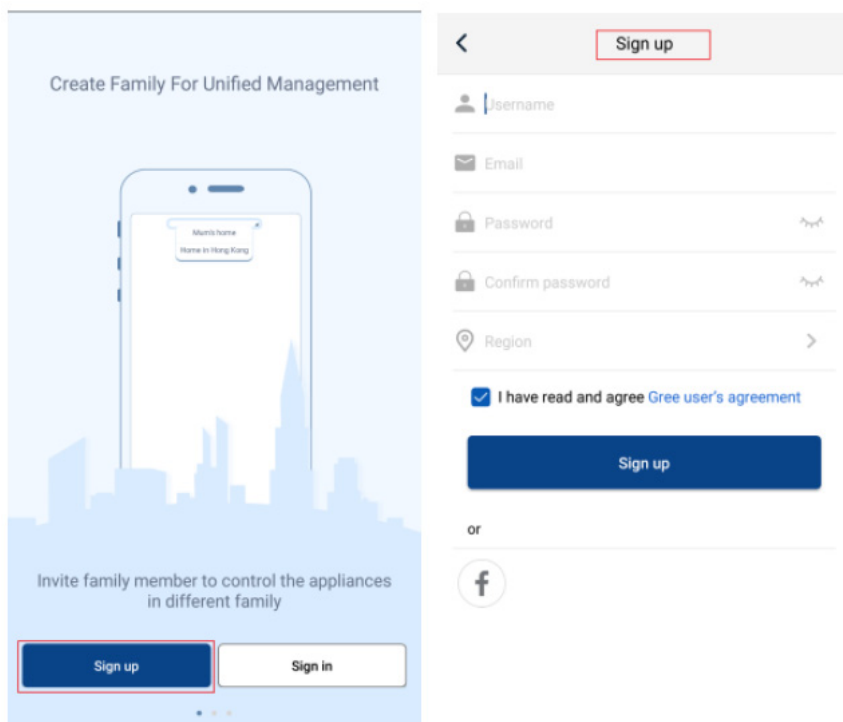 Create Family For Unified Management
Mum's home
Home in Hong Kong
Invite family member to control the appliances
in different family
Sign up
Sign in
Sign up
Username
Email
Password
Confirm password
Region
I have read and agree Gree user's agreement
Sign up
or
f